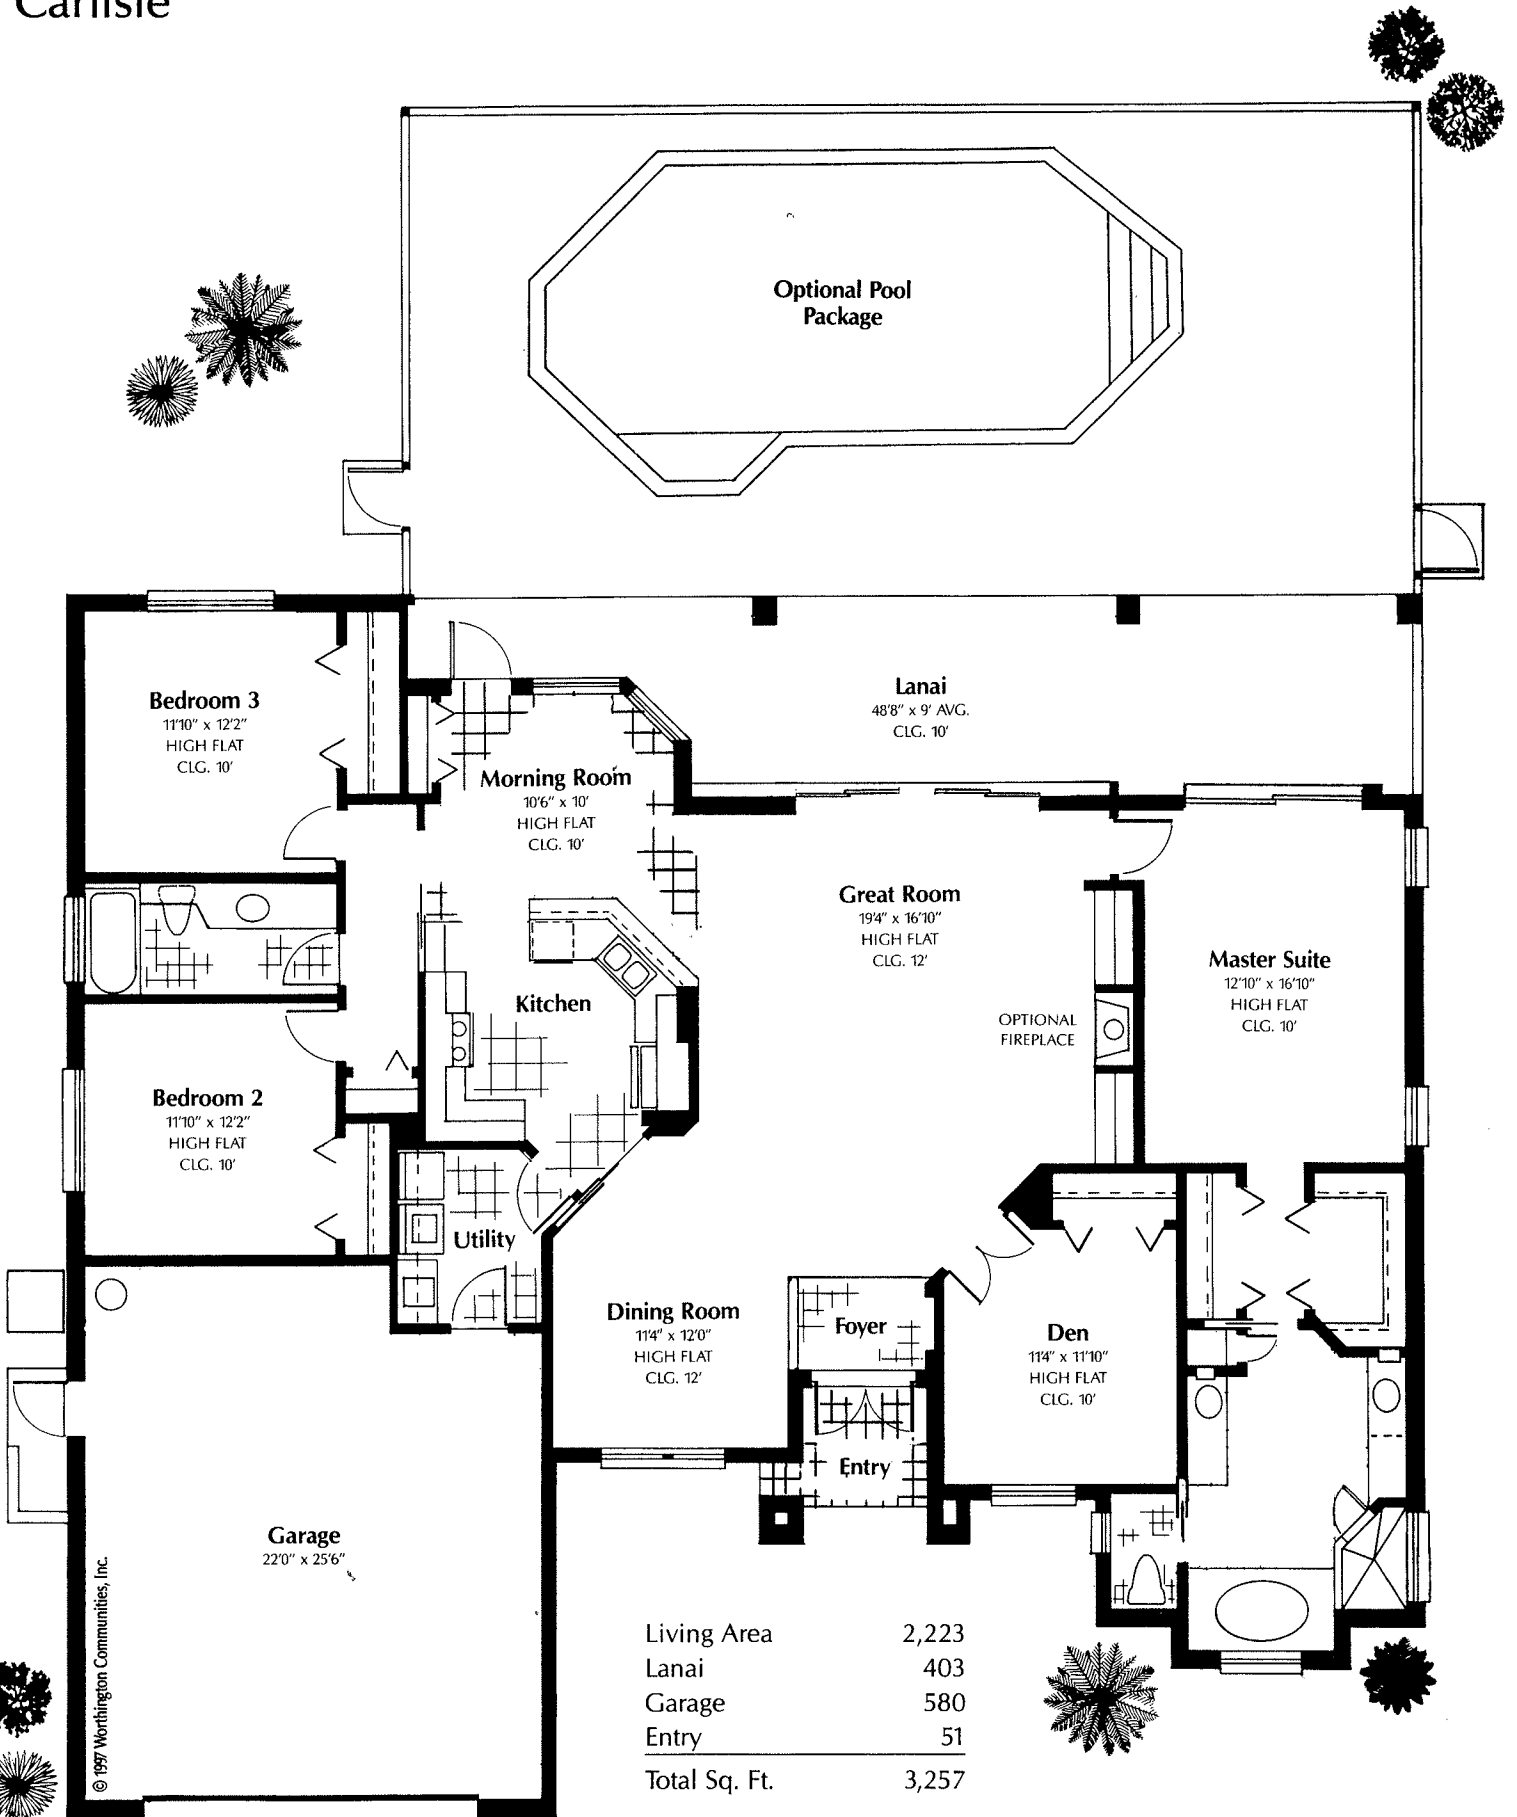 Carlisle
Optional Pool
Package
Bedroom 3
11'10" x 12'2"
HIGH FLAT
CLG. 10'
Lanai
48'8" x 9' AVG.
CLG. 10'
Morning Room
10'6" x 10'
HIGH FLAT
CLG. 10'
Great Room
19'4" x 16'10"
HIGH FLAT
CLG. 12'
Master Suite
12'10" x 16'10"
HIGH FLAT
CLG. 10'
Kitchen
OPTIONAL
FIREPLACE
Bedroom 2
11'10" x 12'2"
HIGH FLAT
CLG. 10'
Utility
Dining Room
11'4" x 12'0"
HIGH FLAT
CLG. 12'
Foyer
Den
11'4" x 11'10"
HIGH FLAT
CLG. 10'
Entry
Garage
22'0" x 25'6"
© 1997 Worthington Communities, Inc.
Living Area 2,223
Lanai 403
Garage 580
Entry 51
Total Sq. Ft. 3,257